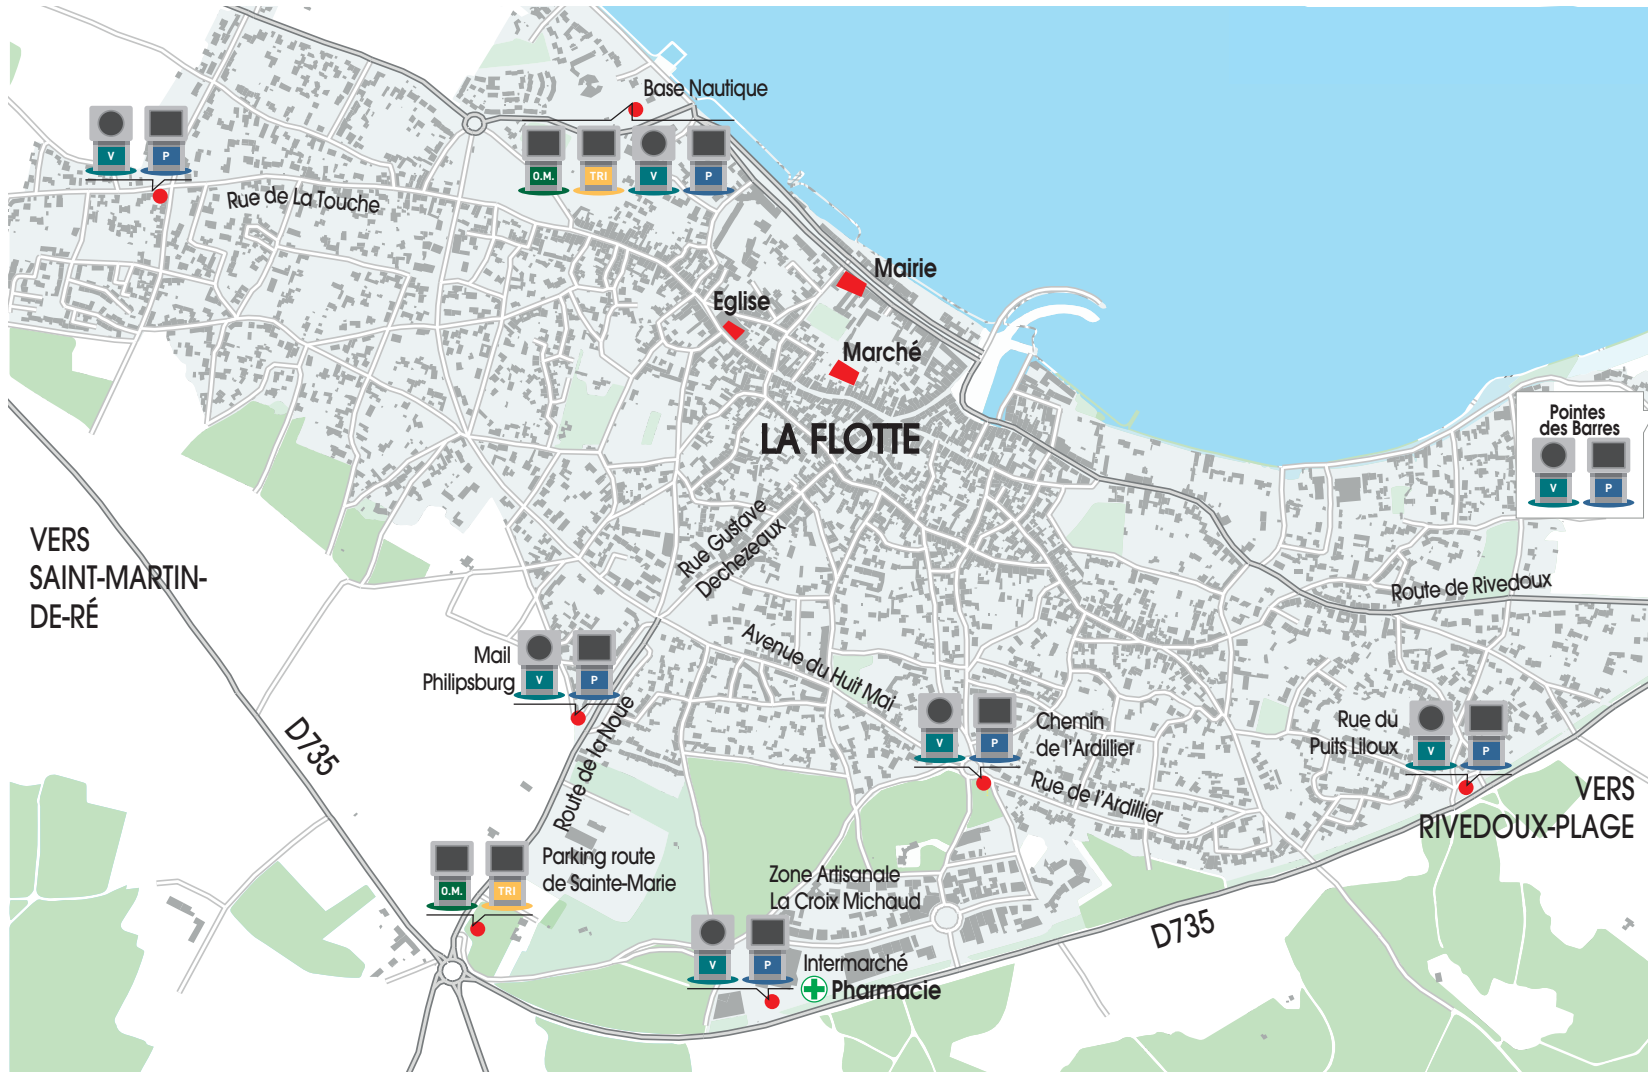 Base Nautique
V
P
O.M.
TRI
V
P
Rue de La Touche
Mairie
Eglise
Marché
LA FLOTTE
Pointes
des Barres
V
P
Rue Gustave
Dechezeaux
VERS
SAINT-MARTIN-
DE-RÉ
Route de Rivedoux
Mail
Philipsburg
V
P
Avenue du Huit Mai
Route de la Noue
D735
V
P
Chemin
de l'Ardillier
Rue de l'Ardillier
Rue du
Puits Liloux
V
P
VERS
RIVEDOUX-PLAGE
O.M.
TRI
Parking route
de Sainte-Marie
Zone Artisanale
La Croix Michaud
D735
V
P
Intermarché
Pharmacie